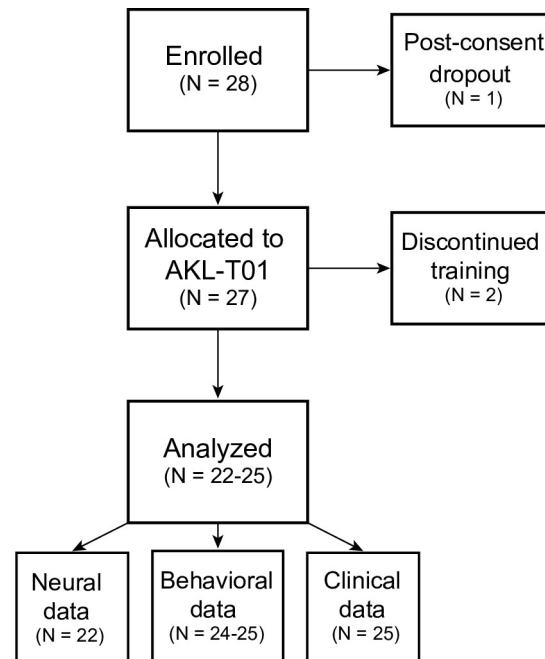 Enrolled
(N = 28)
Post-consent
dropout
(N = 1)
Allocated to
AKL-T01
(N = 27)
Discontinued
training
(N = 2)
Analyzed
(N = 22-25)
Neural
data
(N = 22)
Behavioral
data
(N = 24-25)
Clinical
data
(N = 25)